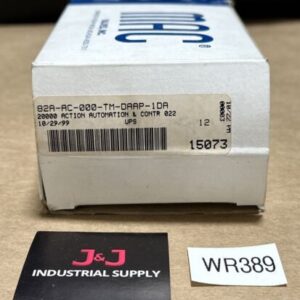 MAC
®
82A-AC-000-TM-DAAP-1DA
20000 ACTION AUTOMATION & CONTR 022
10/29/99 UPS 12
15073
J&J
INDUSTRIAL SUPPLY
WR389